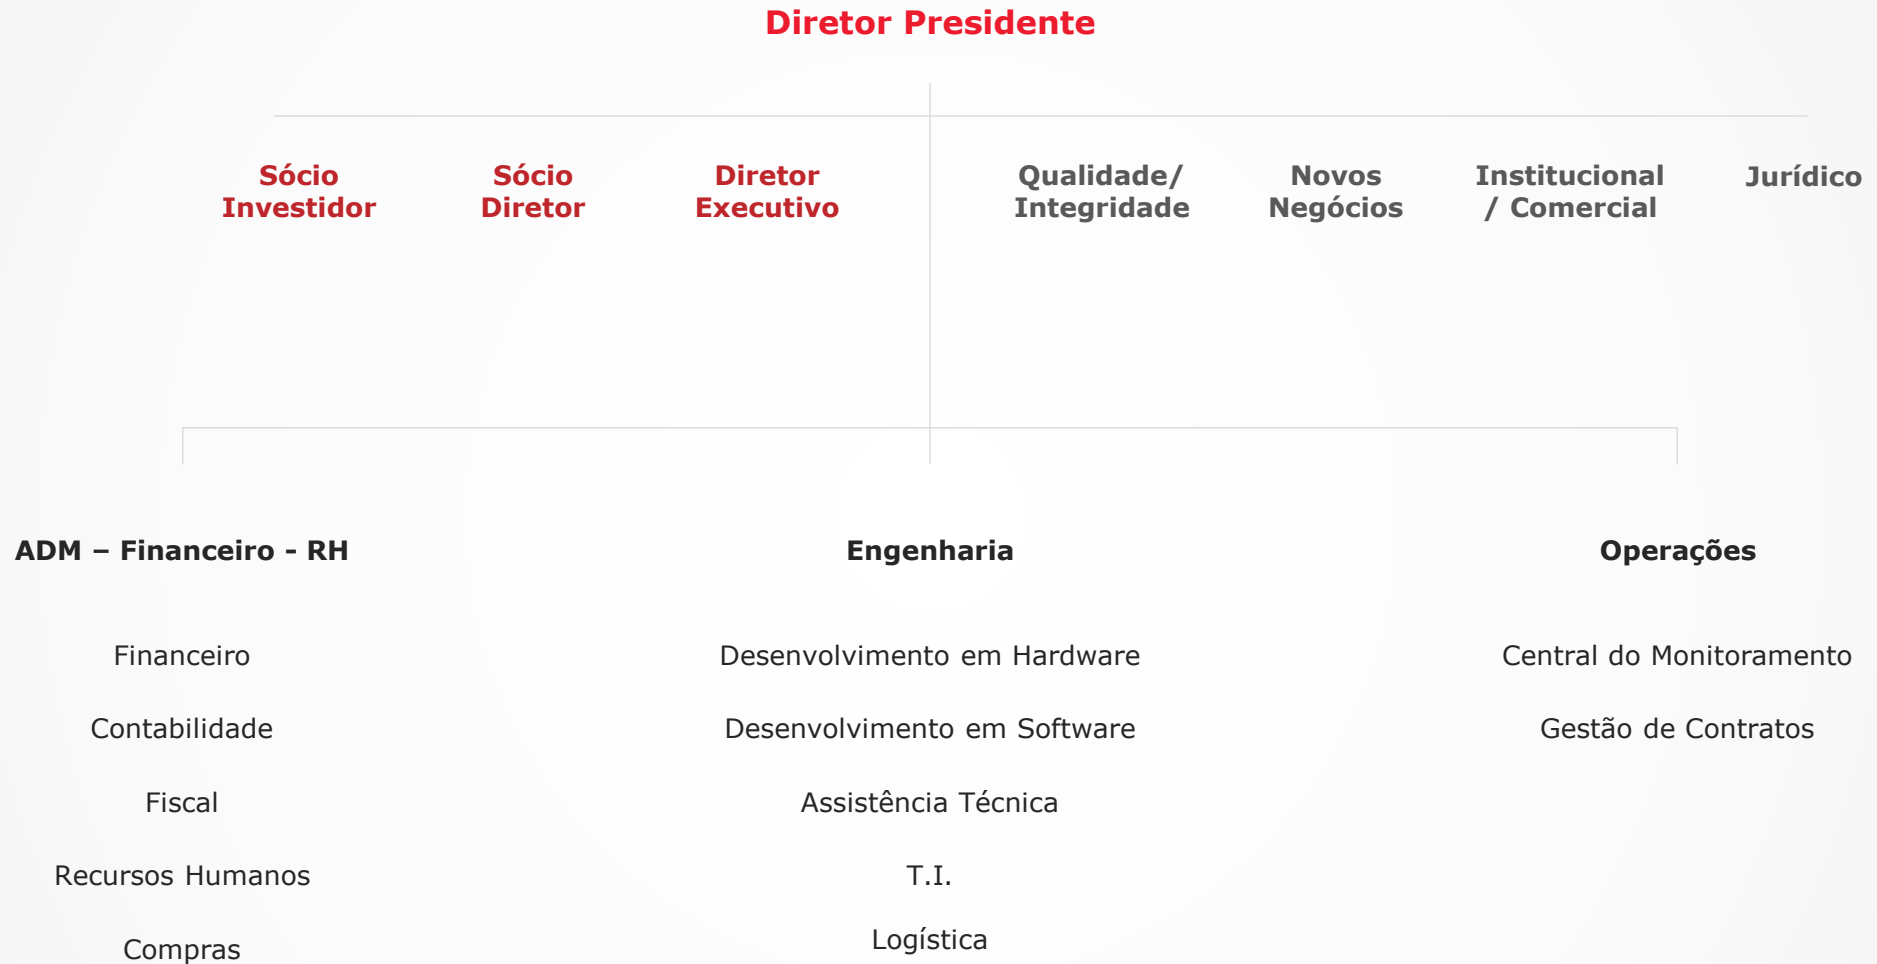 Diretor Presidente
Sócio
Investidor
Sócio
Diretor
Diretor
Executivo
Qualidade/
Integridade
Novos
Negócios
Institucional
/ Comercial
Jurídico
ADM – Financeiro - RH
Financeiro
Contabilidade
Fiscal
Recursos Humanos
Compras
Engenharia
Desenvolvimento em Hardware
Desenvolvimento em Software
Assistência Técnica
T.I.
Logística
Operações
Central do Monitoramento
Gestão de Contratos